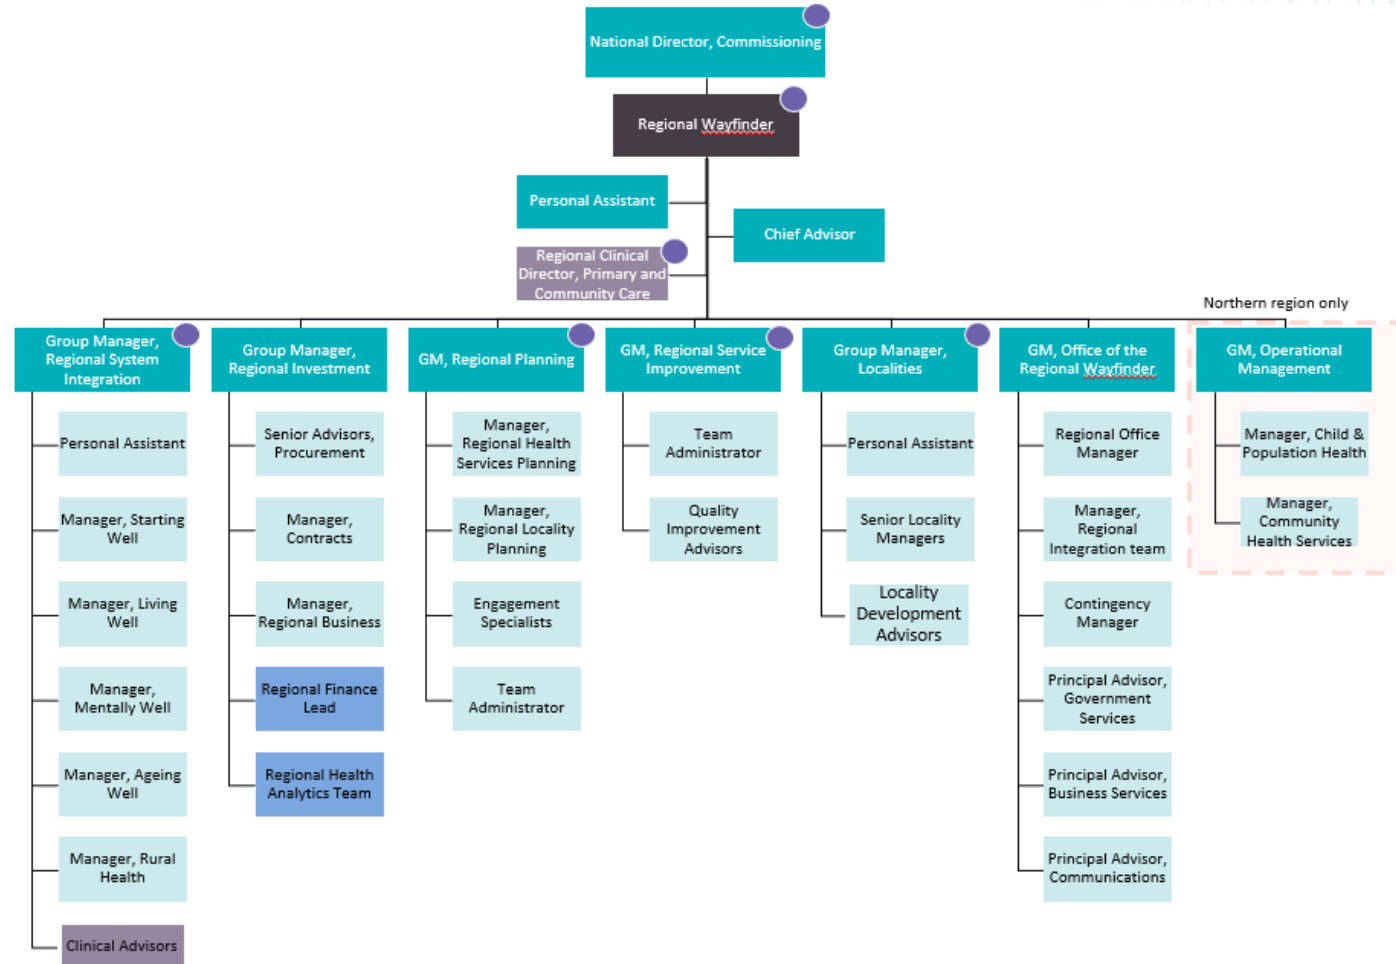 National Director, Commissioning
Regional Wayfinder
Personal Assistant
Chief Advisor
Regional Clinical
Director, Primary and
Community Care
Northern region only
Group Manager,
Regional System
Integration
Personal Assistant
Manager, Starting
Well
Manager, Living
Well
Manager,
Mentally Well
Manager, Ageing
Well
Manager, Rural
Health
Clinical Advisors
Group Manager,
Regional Investment
Senior Advisors,
Procurement
Manager,
Contracts
Manager,
Regional Business
Regional Finance
Lead
Regional Health
Analytics Team
GM, Regional Planning
Manager,
Regional Health
Services Planning
Manager,
Regional Locality
Planning
Engagement
Specialists
Team
Administrator
GM, Regional Service
Improvement
Team
Administrator
Quality
Improvement
Advisors
Group Manager,
Localities
Personal Assistant
Senior Locality
Managers
Locality
Development
Advisors
GM, Office of the
Regional Wayfinder
Regional Office
Manager
Manager,
Regional
Integration team
Contingency
Manager
Principal Advisor,
Government
Services
Principal Advisor,
Business Services
Principal Advisor,
Communications
GM, Operational
Management
Manager, Child &
Population Health
Manager,
Community
Health Services